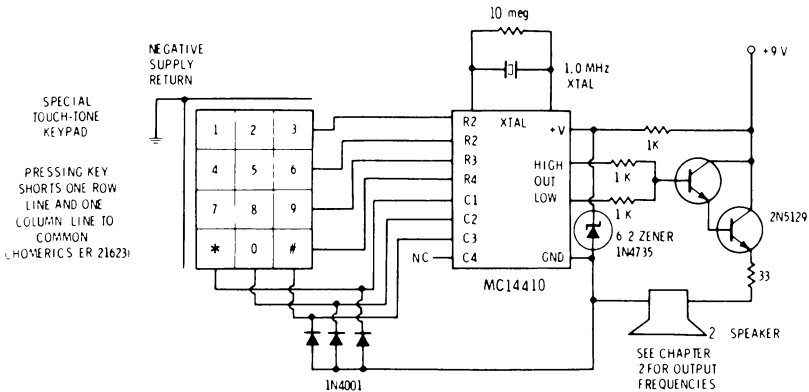 10 meg
NEGATIVE
SUPPLY
RETURN
+9 V
1.0 MHz
XTAL
SPECIAL
TOUCH-TONE
KEYPAD
PRESSING KEY
SHORTS ONE ROW
LINE AND ONE
COLUMN LINE TO
COMMON
(HOMERICS ER 21623)
1 2 3
4 5 6
7 8 9
* 0 #
R2
R2
R3
R4
C1
C2
C3
C4
NC
XTAL
+V
HIGH
OUT
LOW
GND
MC14410
1K
1 K
1 K
6 2 ZENER
1N4735
2N5129
33
2 SPEAKER
SEE CHAPTER
2 FOR OUTPUT
FREQUENCIES
1N4001